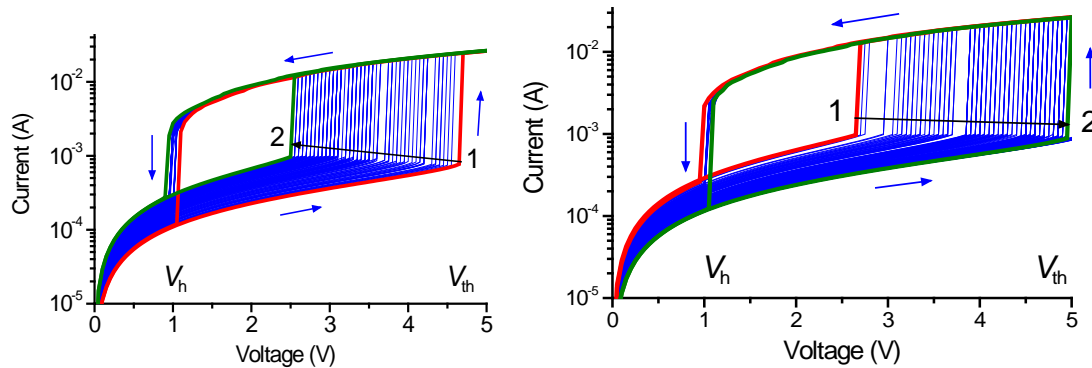 Current (A)
10⁻²
10⁻³
10⁻⁴
10⁻⁵
2
1
V_h
V_th
0 1 2 3 4 5
Voltage (V)
Current (A)
10⁻²
10⁻³
10⁻⁴
10⁻⁵
1
2
V_h
V_th
0 1 2 3 4 5
Voltage (V)